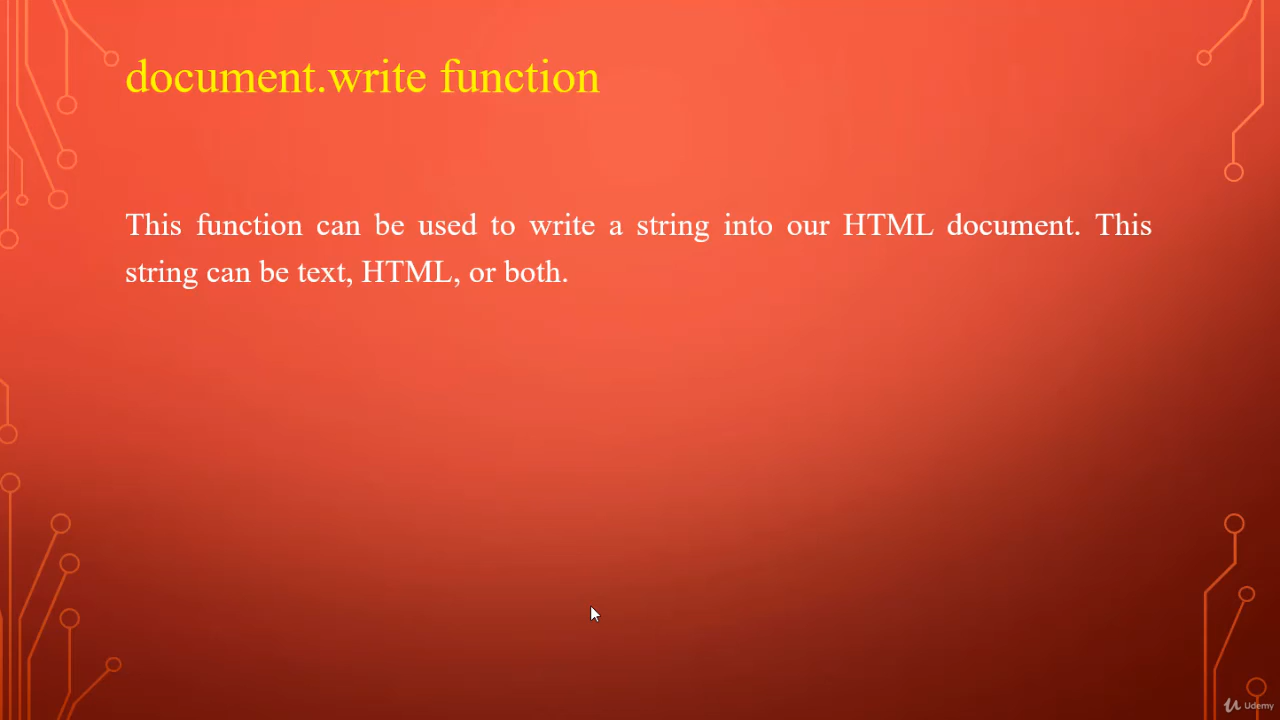 document.write function
This function can be used to write a string into our HTML document. This
string can be text, HTML, or both.
Udemy